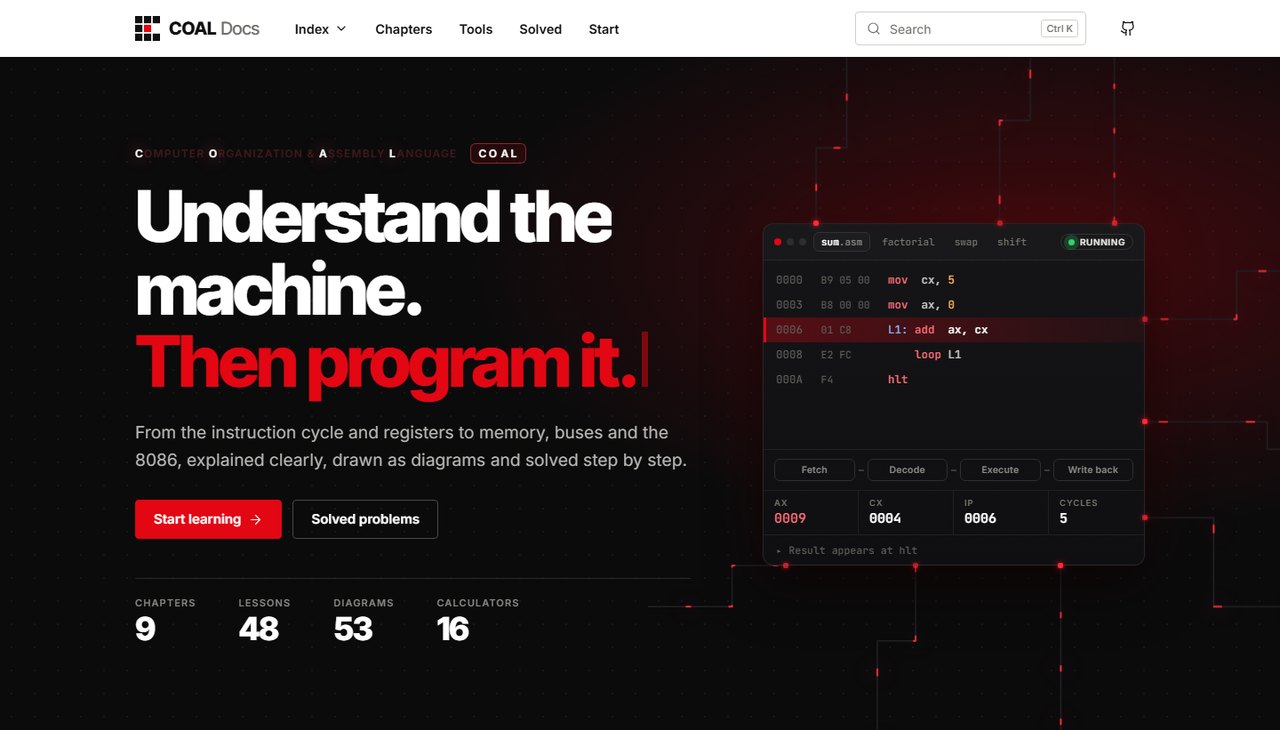 COAL Docs
Index
Chapters
Tools
Solved
Start
Search
Ctrl K
COMPUTER ORGANIZATION & ASSEMBLY LANGUAGE
COAL
Understand the
machine.
Then program it.
From the instruction cycle and registers to memory, buses and the
8086, explained clearly, drawn as diagrams and solved step by step.
Start learning →
Solved problems
CHAPTERS
9
LESSONS
48
DIAGRAMS
53
CALCULATORS
16
sum.asm
factorial
swap
shift
RUNNING
0000 B9 05 00 mov cx, 5
0003 B8 00 00 mov ax, 0
0006 01 C8 L1: add ax, cx
0008 E2 FC loop L1
000A F4 hlt
Fetch – Decode – Execute – Write back
AX
0009
CX
0004
IP
0006
CYCLES
5
▸ Result appears at hlt